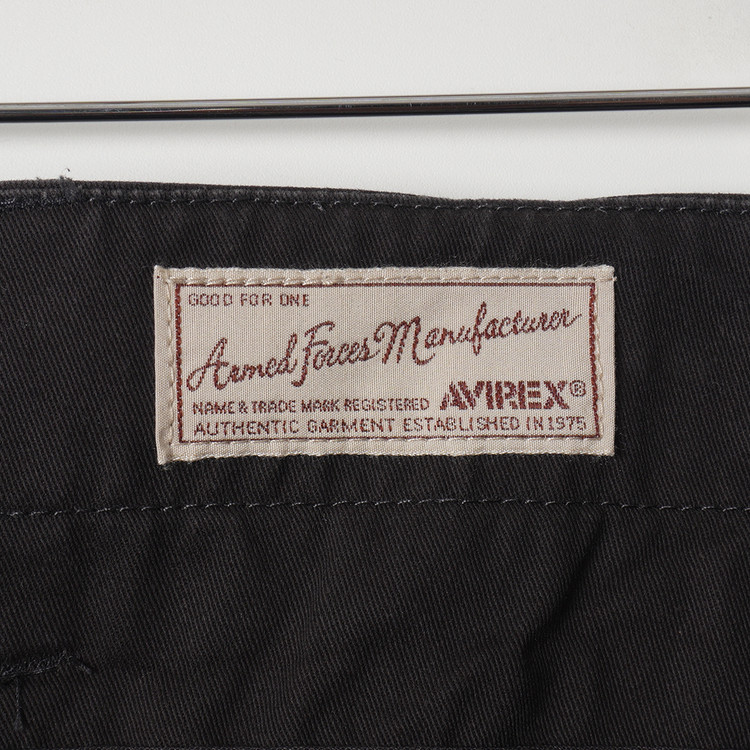 GOOD FOR ONE
Armed Forces Manufacturer
NAME & TRADE MARK REGISTERED AVIREX®
AUTHENTIC GARMENT ESTABLISHED IN 1975